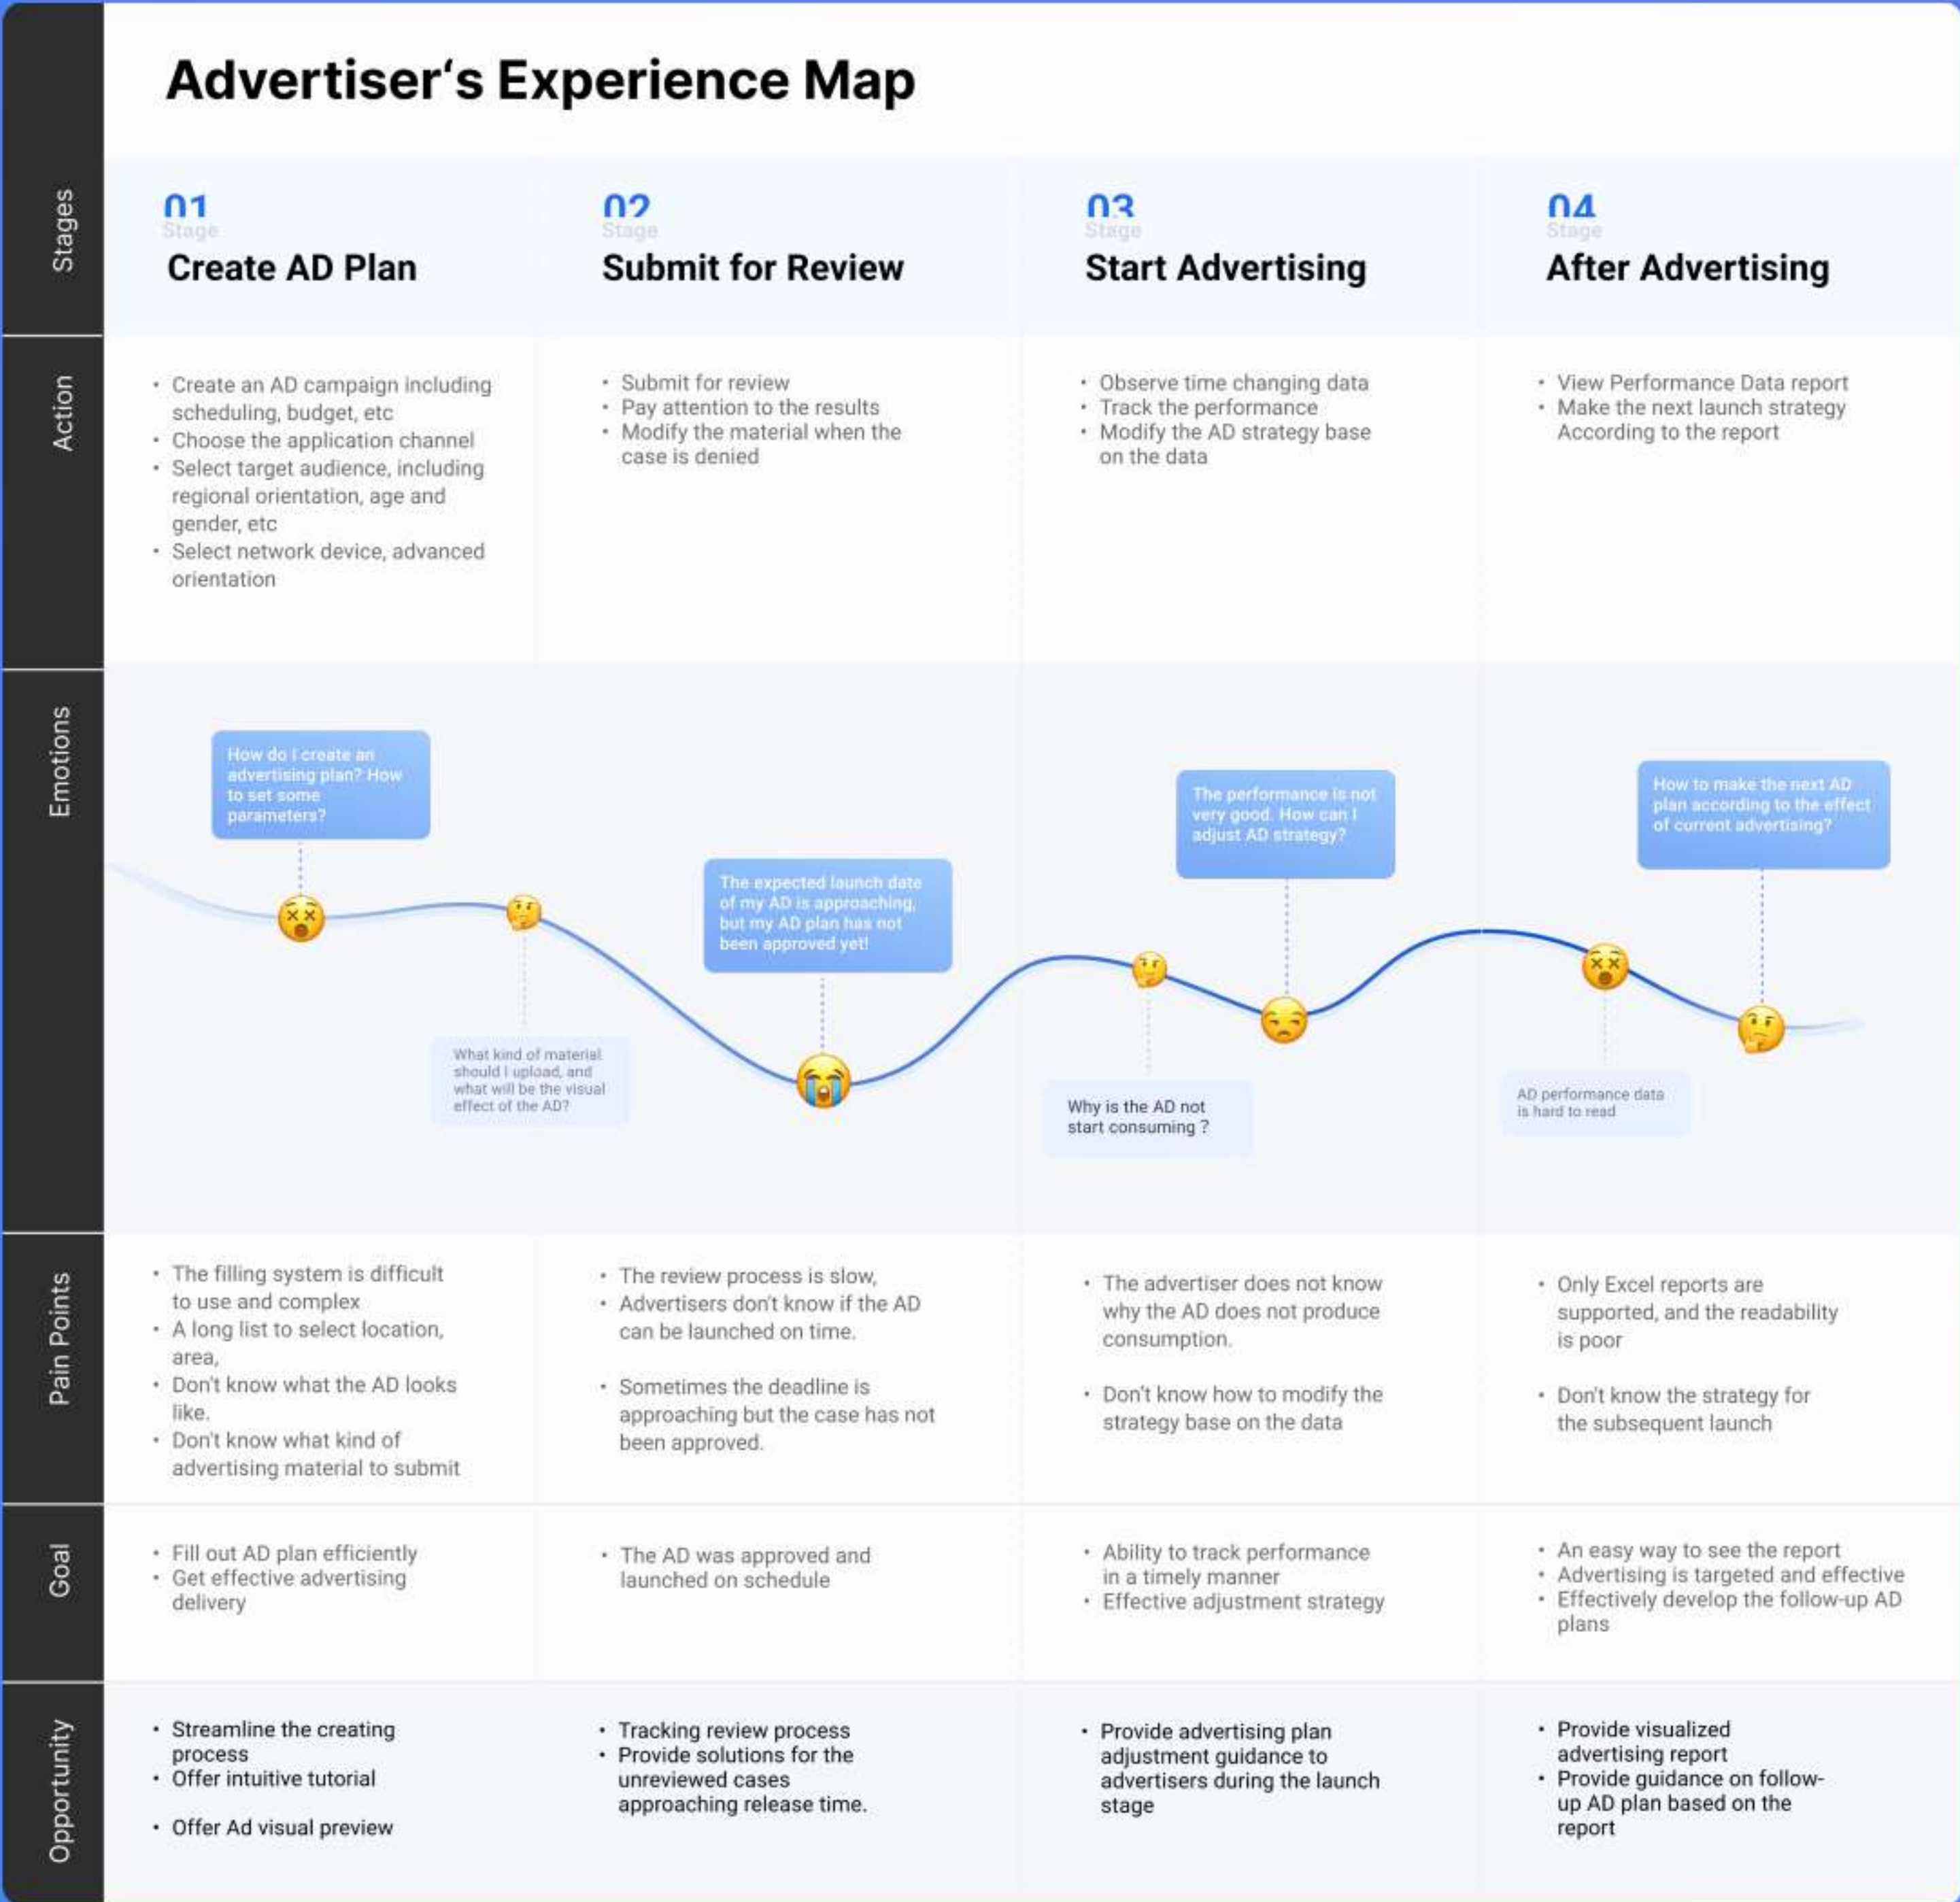 Advertiser‘s Experience Map
Stages
01
Stage
Create AD Plan
02
Stage
Submit for Review
03
Stage
Start Advertising
04
Stage
After Advertising
Action
• Create an AD campaign including
scheduling, budget, etc
• Choose the application channel
• Select target audience, including
regional orientation, age and
gender, etc
• Select network device, advanced
orientation
• Submit for review
• Pay attention to the results
• Modify the material when the
case is denied
• Observe time changing data
• Track the performance
• Modify the AD strategy base
on the data
• View Performance Data report
• Make the next launch strategy
According to the report
Emotions
How do I create an
advertising plan? How
to set some
parameters?
What kind of material
should I upload, and
what will be the visual
effect of the AD?
The expected launch date
of my AD is approaching,
but my AD plan has not
been approved yet!
Why is the AD not
start consuming ?
The performance is not
very good. How can I
adjust AD strategy?
AD performance data
is hard to read
How to make the next AD
plan according to the effect
of current advertising?
Pain Points
• The filling system is difficult
to use and complex
• A long list to select location,
area,
• Don't know what the AD looks
like.
• Don't know what kind of
advertising material to submit
• The review process is slow,
• Advertisers don't know if the AD
can be launched on time.
• Sometimes the deadline is
approaching but the case has not
been approved.
• The advertiser does not know
why the AD does not produce
consumption.
• Don't know how to modify the
strategy base on the data
• Only Excel reports are
supported, and the readability
is poor
• Don't know the strategy for
the subsequent launch
Goal
• Fill out AD plan efficiently
• Get effective advertising
delivery
• The AD was approved and
launched on schedule
• Ability to track performance
in a timely manner
• Effective adjustment strategy
• An easy way to see the report
• Advertising is targeted and effective
• Effectively develop the follow-up AD
plans
Opportunity
• Streamline the creating
process
• Offer intuitive tutorial
• Offer Ad visual preview
• Tracking review process
• Provide solutions for the
unreviewed cases
approaching release time.
• Provide advertising plan
adjustment guidance to
advertisers during the launch
stage
• Provide visualized
advertising report
• Provide guidance on follow-
up AD plan based on the
report